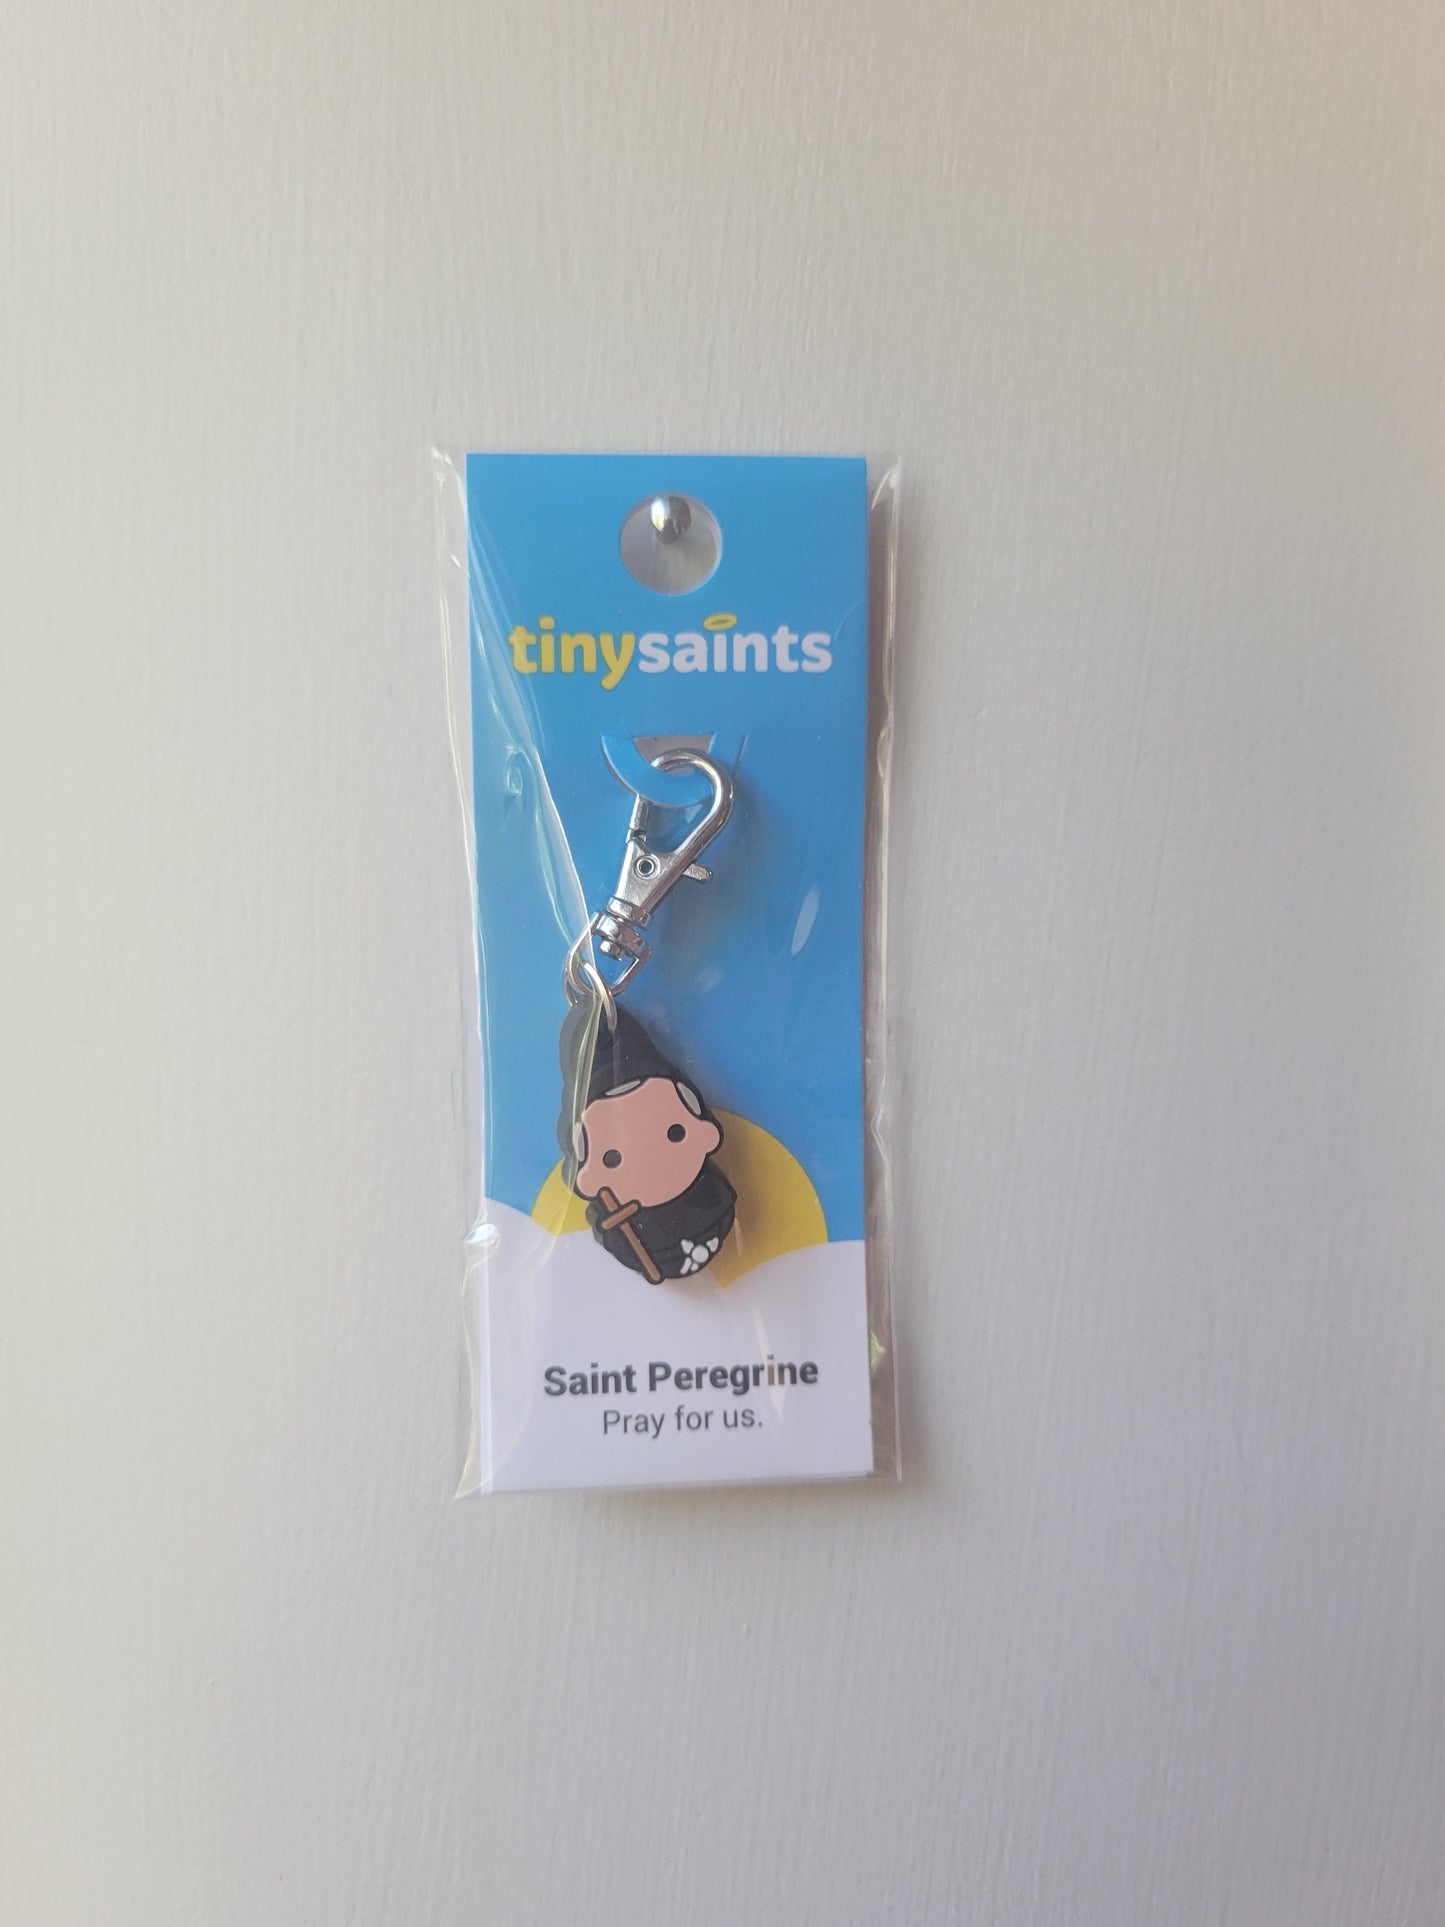 tinysaints
Saint Peregrine
Pray for us.